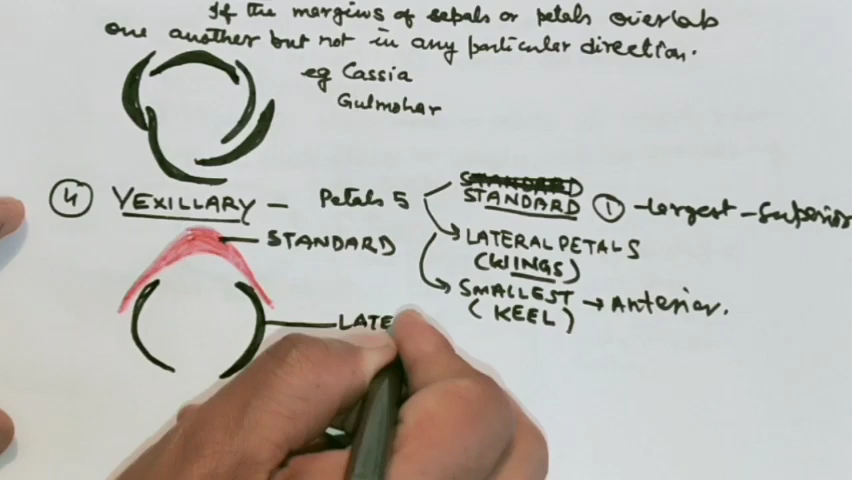 If the margins of sepals or petals overlab
one another but not in any particular direction.
eg Cassia
Gulmohar
4 VEXILLARY - Petals 5
STANDARD 1 - largest - Superior
STANDARD
LATERAL PETALS
(WINGS)
SMALLEST → Anterior.
(KEEL)
LATE